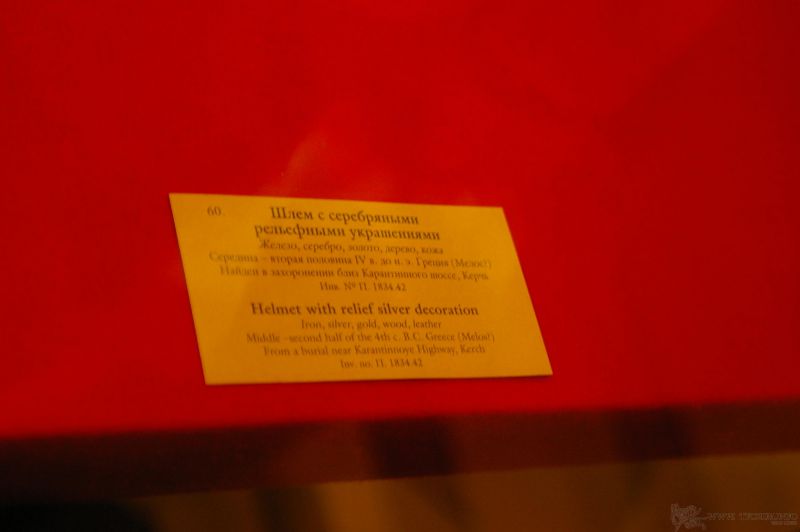 60.
Шлем с серебряными
рельефными украшениями
Железо, серебро, золото, дерево, кожа
Середина – вторая половина IV в. до н. э. Греция (Мелос?)
Найден в захоронении близ Карантинного шоссе, Керчь
Инв. № П. 1834.42
Helmet with relief silver decoration
Iron, silver, gold, wood, leather
Middle –second half of the 4th c. B.C. Greece (Melos?)
From a burial near Karantinnoye Highway, Kerch
Inv. no. П. 1834.42